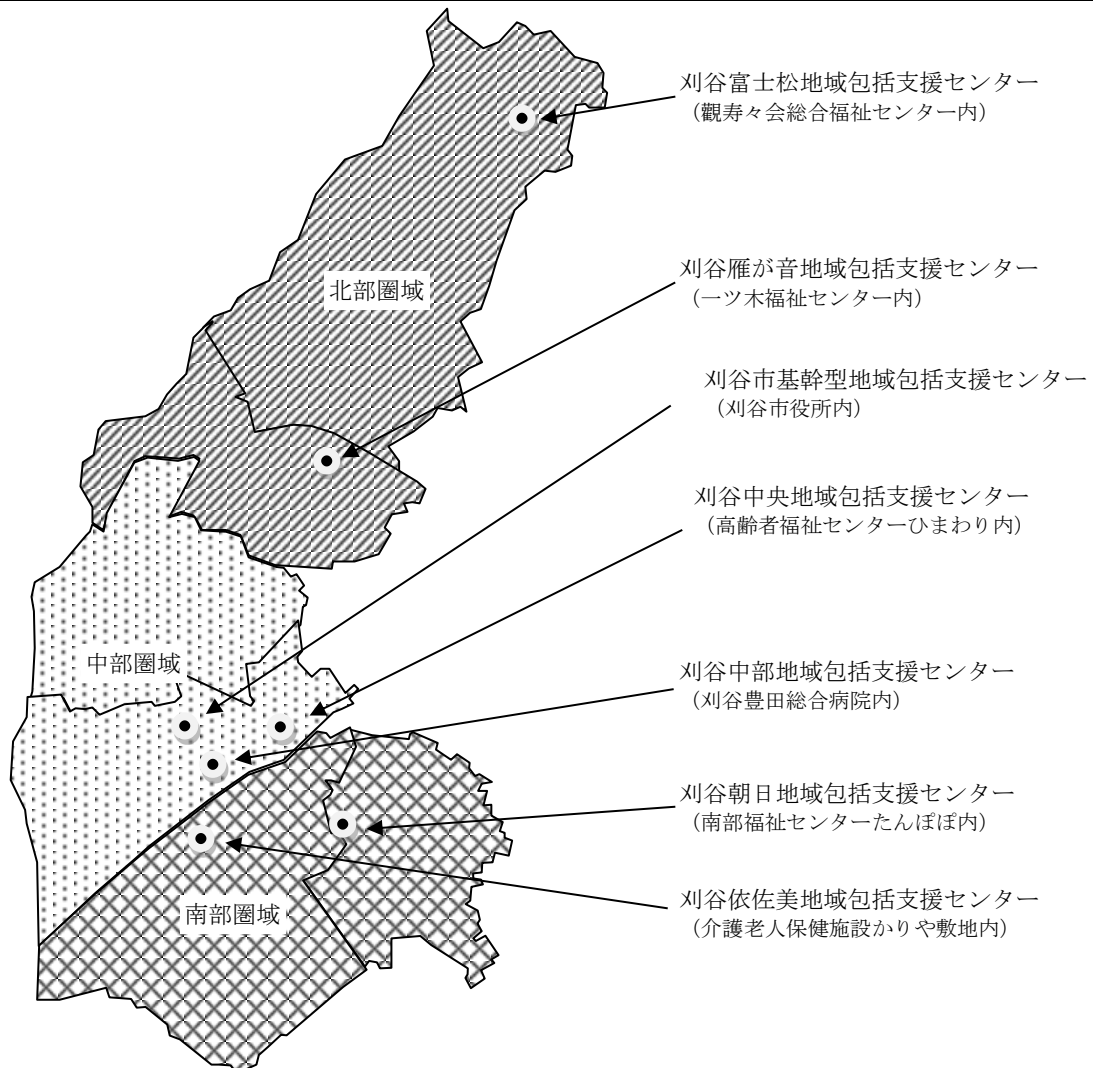 刈谷富士松地域包括支援センター
（觀寿々会総合福祉センター内）
北部圏域
刈谷雁が音地域包括支援センター
（一ツ木福祉センター内）
刈谷市基幹型地域包括支援センター
（刈谷市役所内）
刈谷中央地域包括支援センター
（高齢者福祉センターひまわり内）
中部圏域
刈谷中部地域包括支援センター
（刈谷豊田総合病院内）
刈谷朝日地域包括支援センター
（南部福祉センターたんぽぽ内）
刈谷依佐美地域包括支援センター
（介護老人保健施設かりや敷地内）
南部圏域